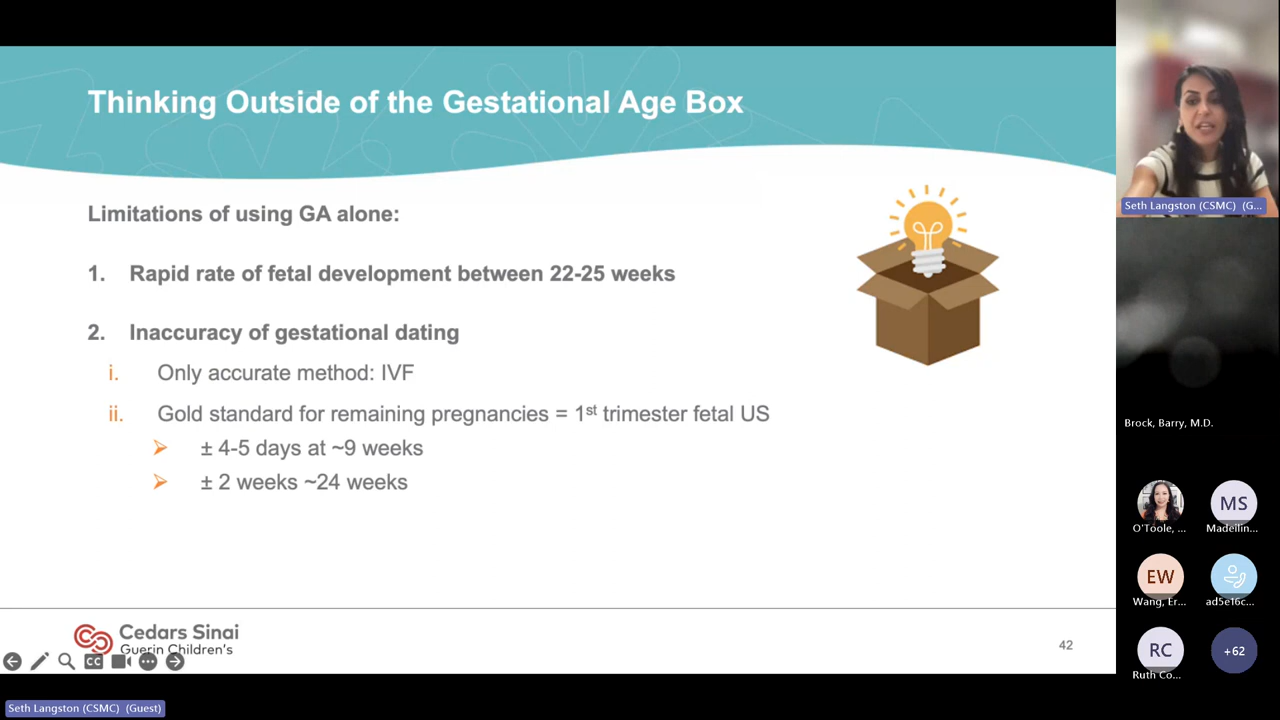 Thinking Outside of the Gestational Age Box
Limitations of using GA alone:
1. Rapid rate of fetal development between 22-25 weeks
2. Inaccuracy of gestational dating
i. Only accurate method: IVF
ii. Gold standard for remaining pregnancies = 1st trimester fetal US
± 4-5 days at ~9 weeks
± 2 weeks ~24 weeks
Cedars Sinai
Guerin Children's
CC
42
Seth Langston (CSMC) (Guest)
Seth Langston (CSMC) (G...
Brock, Barry, M.D.
O'Toole, ...
MS
Madeilin...
EW
Wang, Er...
ad5e16c...
RC
Ruth Co...
+62